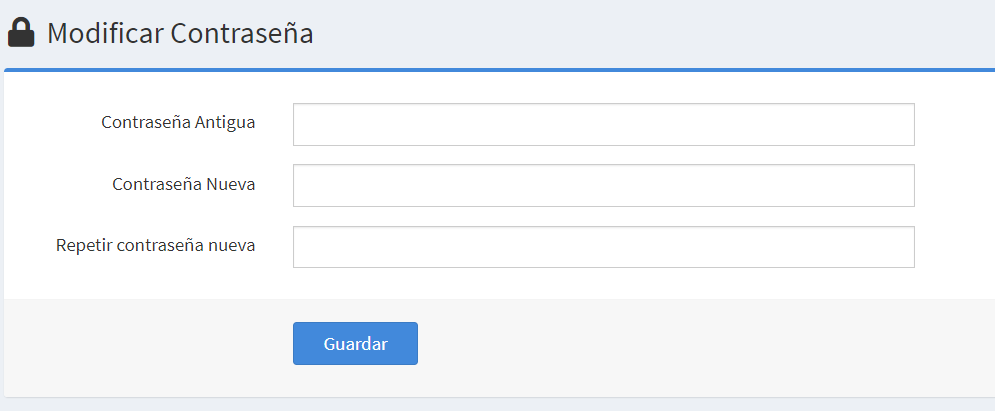 Modificar Contraseña
Contraseña Antigua
Contraseña Nueva
Repetir contraseña nueva
Guardar